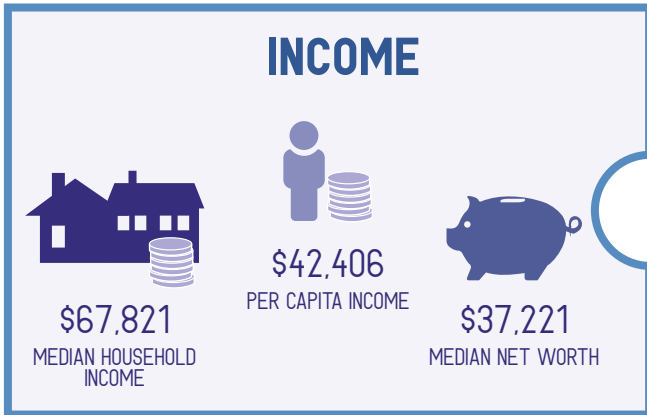 INCOME
$67,821
MEDIAN HOUSEHOLD
INCOME
$42,406
PER CAPITA INCOME
$37,221
MEDIAN NET WORTH